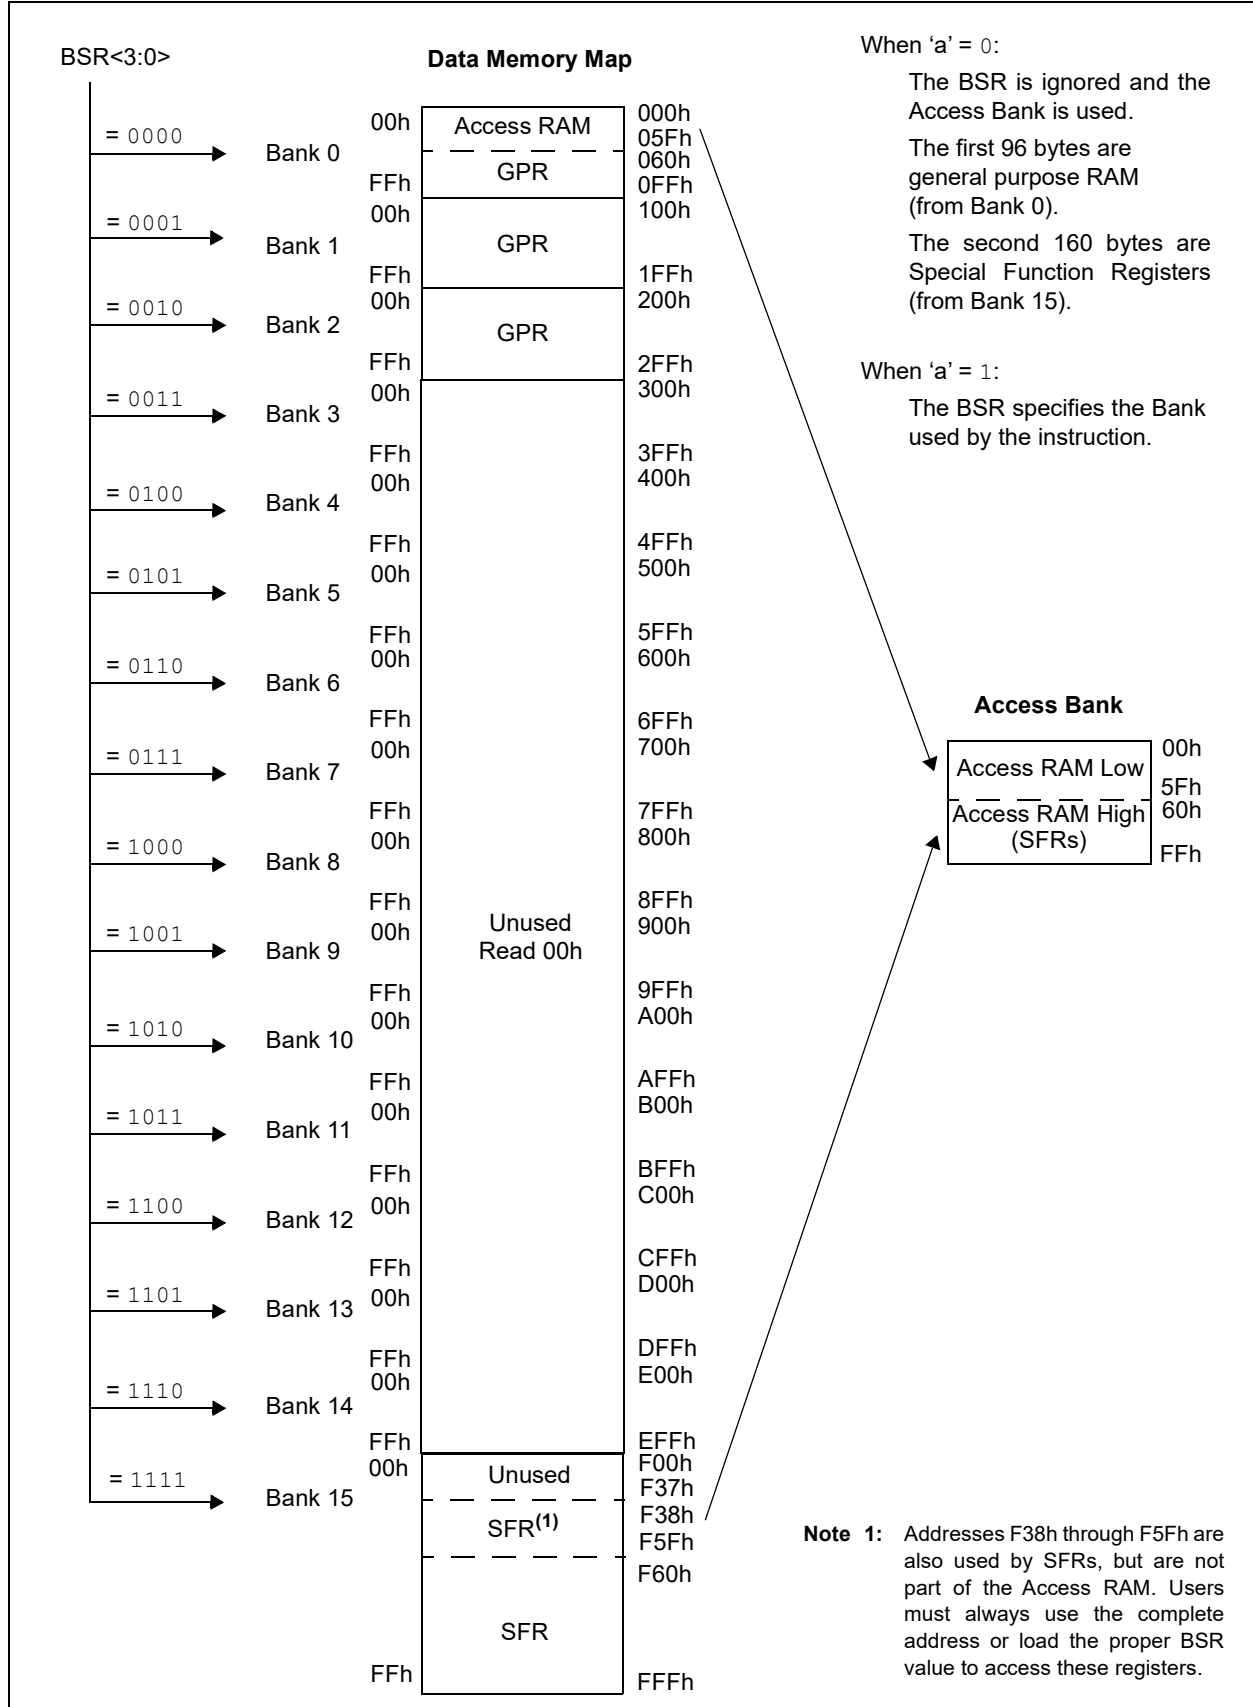 BSR<3:0>
Data Memory Map
When ‘a’ = 0:
The BSR is ignored and the
Access Bank is used.
The first 96 bytes are
general purpose RAM
(from Bank 0).
The second 160 bytes are
Special Function Registers
(from Bank 15).
When ‘a’ = 1:
The BSR specifies the Bank
used by the instruction.
= 0000
Bank 0
00h
Access RAM
000h
05Fh
060h
GPR
FFh
0FFh
= 0001
Bank 1
00h
100h
GPR
FFh
1FFh
= 0010
Bank 2
00h
200h
GPR
FFh
2FFh
= 0011
Bank 3
00h
300h
FFh
3FFh
= 0100
Bank 4
00h
400h
FFh
4FFh
= 0101
Bank 5
00h
500h
FFh
5FFh
= 0110
Bank 6
00h
600h
FFh
6FFh
= 0111
Bank 7
00h
700h
FFh
7FFh
= 1000
Bank 8
00h
800h
FFh
8FFh
= 1001
Bank 9
00h
900h
Unused
Read 00h
FFh
9FFh
= 1010
Bank 10
00h
A00h
FFh
AFFh
= 1011
Bank 11
00h
B00h
FFh
BFFh
= 1100
Bank 12
00h
C00h
FFh
CFFh
= 1101
Bank 13
00h
D00h
FFh
DFFh
= 1110
Bank 14
00h
E00h
FFh
EFFh
= 1111
Bank 15
00h
F00h
Unused
F37h
F38h
SFR(1)
F5Fh
F60h
SFR
FFh
FFFh
Access Bank
Access RAM Low
00h
5Fh
Access RAM High
(SFRs)
60h
FFh
Note 1: Addresses F38h through F5Fh are
also used by SFRs, but are not
part of the Access RAM. Users
must always use the complete
address or load the proper BSR
value to access these registers.